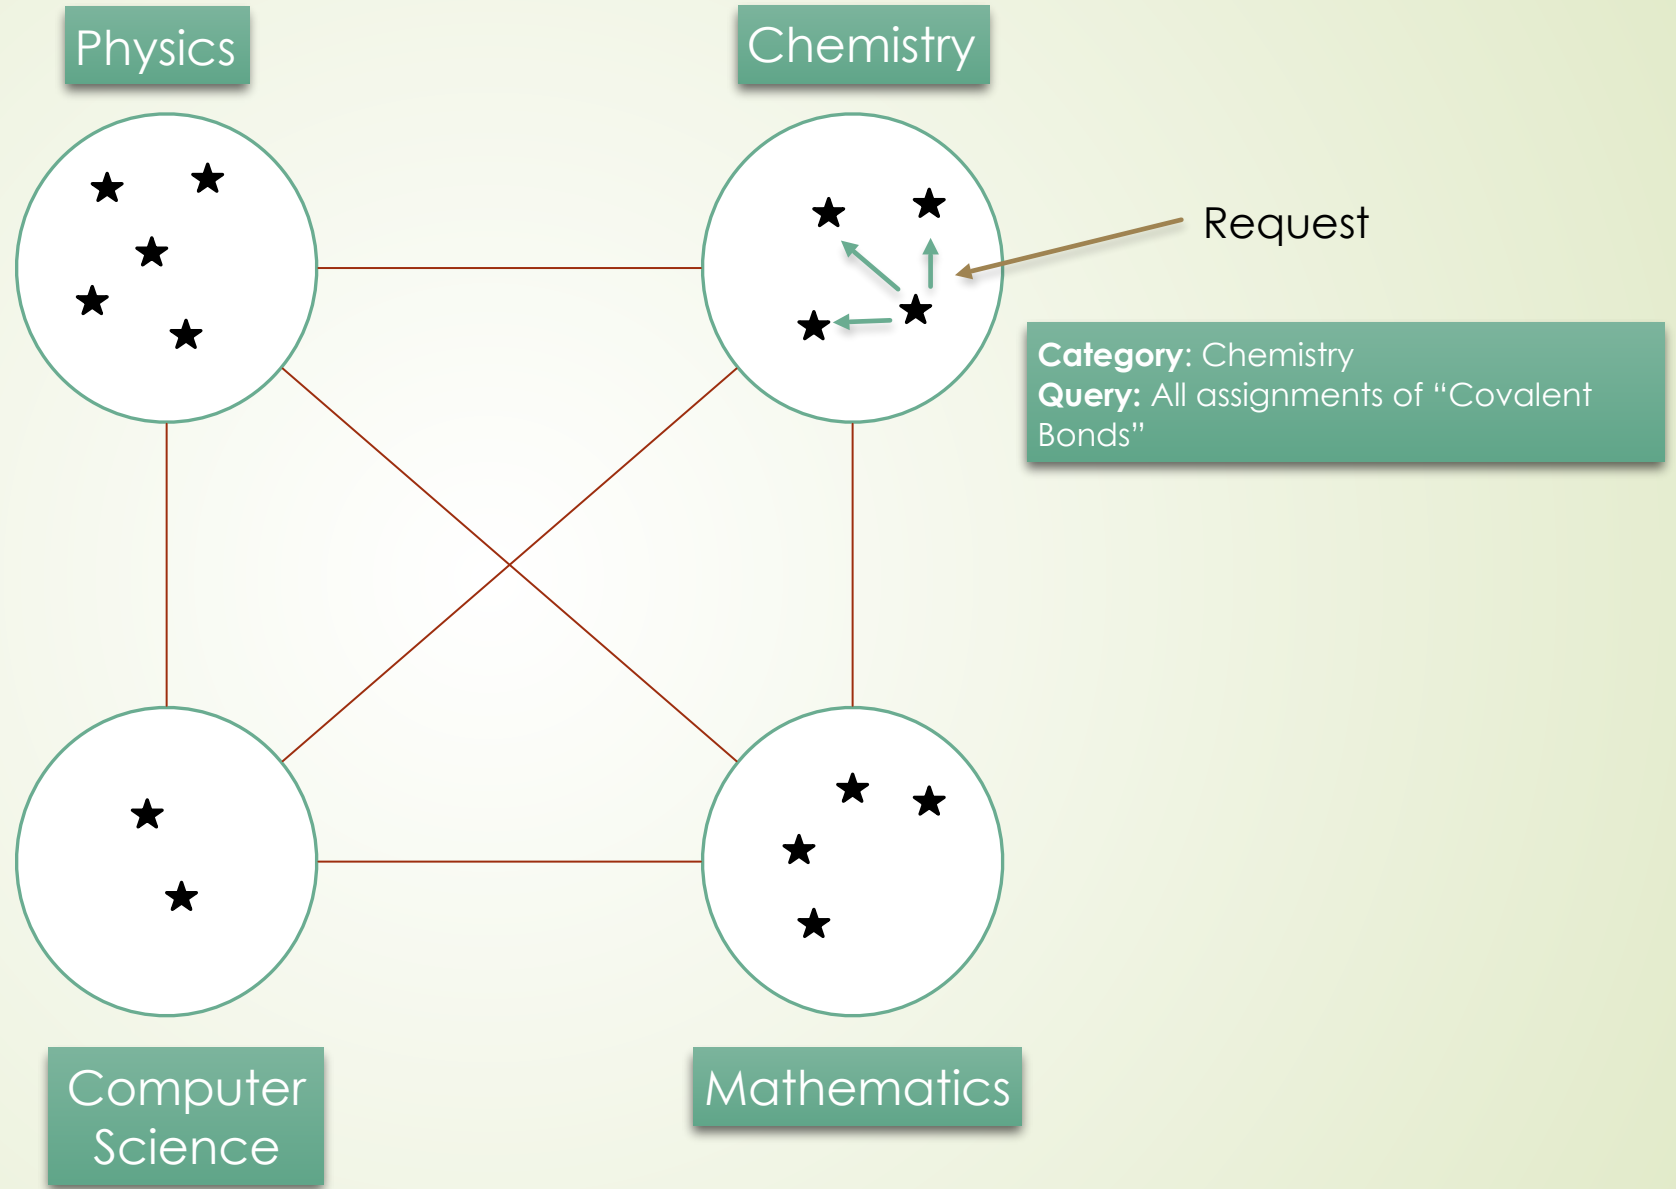 Physics
Chemistry
Request
Category: Chemistry
Query: All assignments of “Covalent
Bonds”
Computer
Science
Mathematics